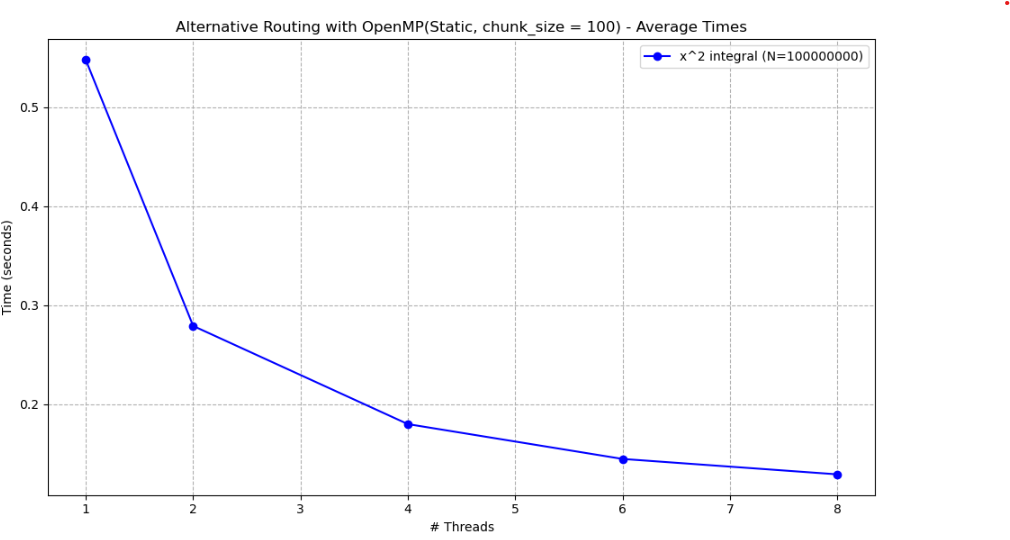 Alternative Routing with OpenMP(Static, chunk_size = 100) - Average Times
x^2 integral (N=100000000)
Time (seconds)
0.5
0.4
0.3
0.2
1 2 3 4 5 6 7 8
# Threads